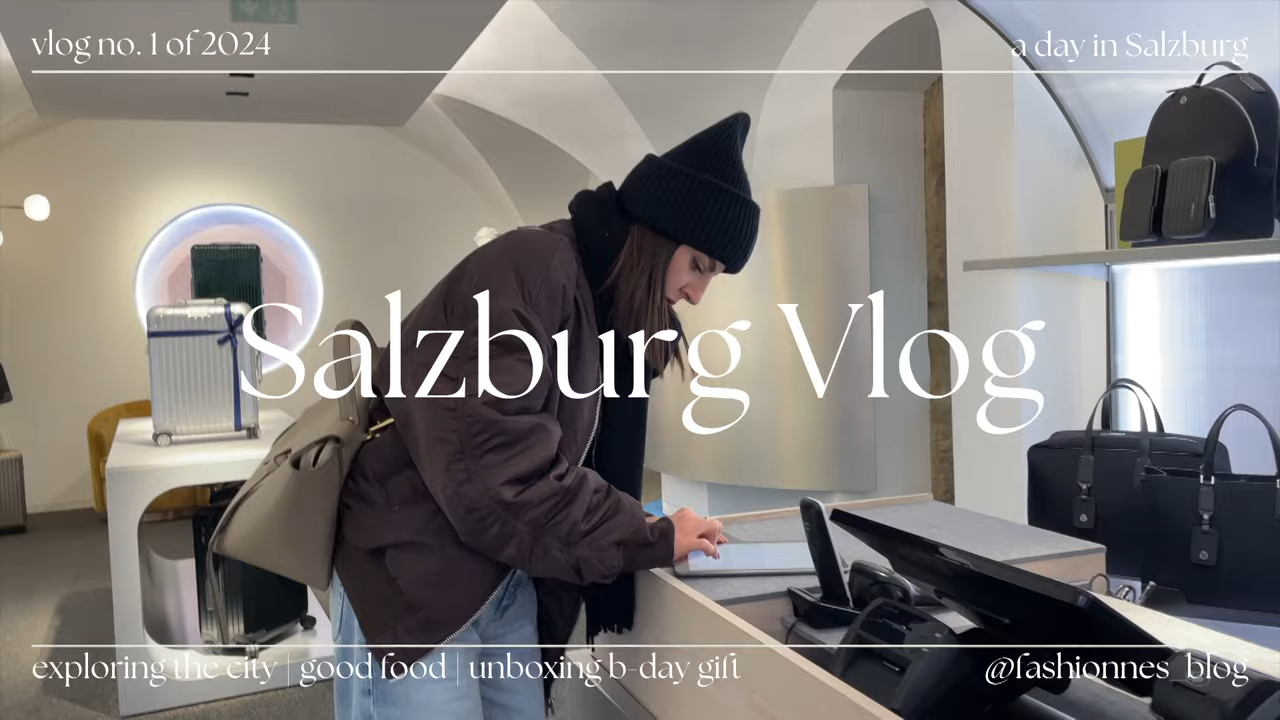 vlog no. 1 of 2024
a day in Salzburg
Salzburg Vlog
exploring the city | good food | unboxing b-day gift
@fashionnes_blog